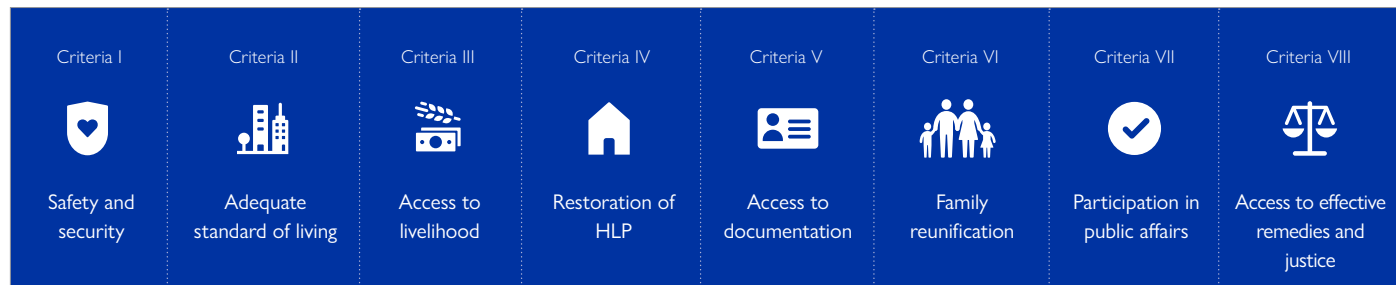 Criteria I
Safety and
security
Criteria II
Adequate
standard of living
Criteria III
Access to
livelihood
Criteria IV
Restoration of
HLP
Criteria V
Access to
documentation
Criteria VI
Family
reunification
Criteria VII
Participation in
public affairs
Criteria VIII
Access to effective
remedies and
justice